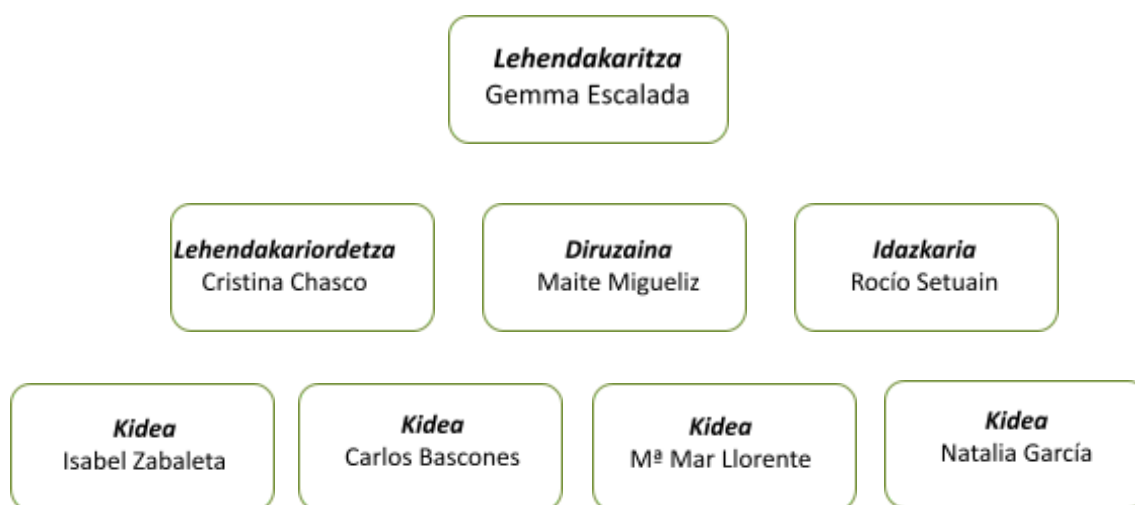 Lehendakaritza
Gemma Escalada
Lehendakariordetza
Cristina Chasco
Diruzaina
Maite Migueliz
Idazkaria
Rocío Setuain
Kidea
Isabel Zabaleta
Kidea
Carlos Bascones
Kidea
Mª Mar Llorente
Kidea
Natalia García